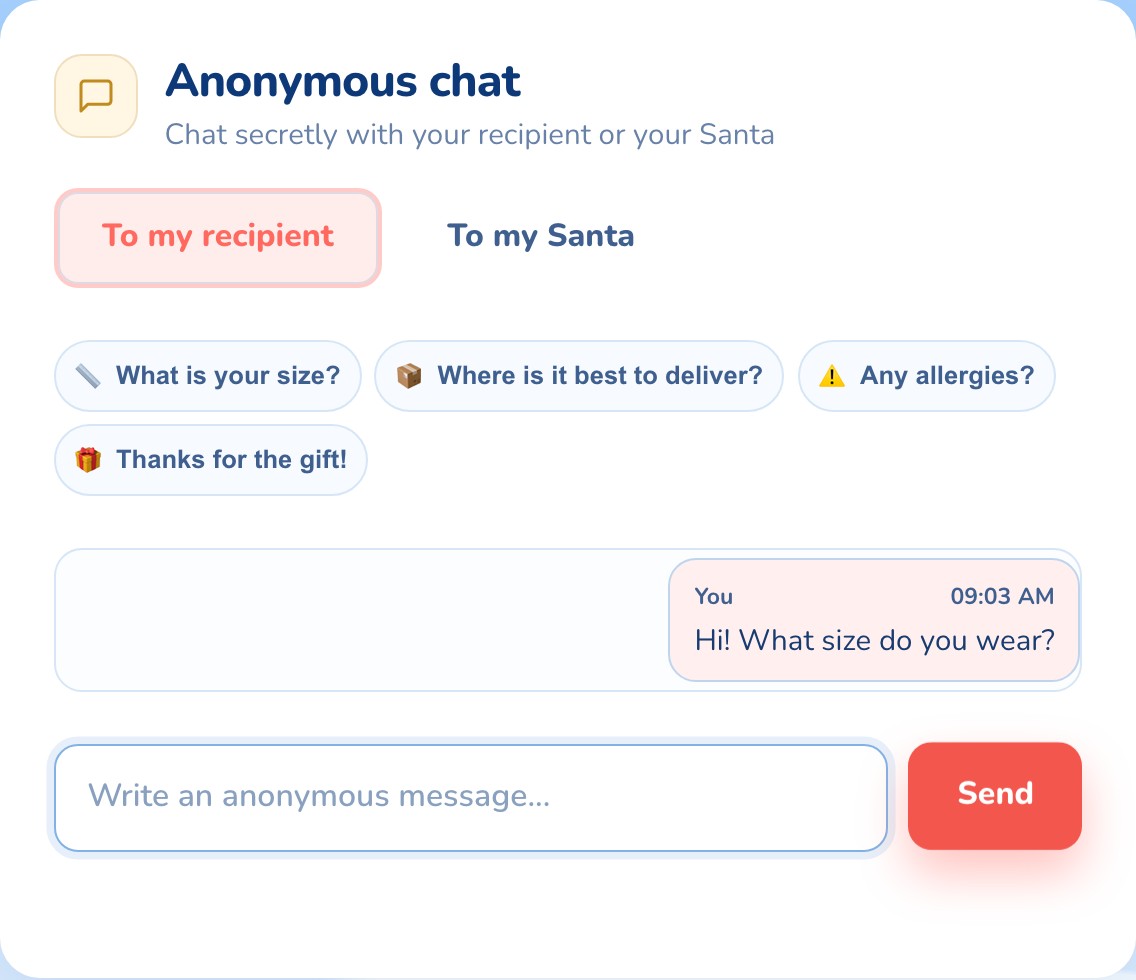 Anonymous chat
Chat secretly with your recipient or your Santa
To my recipient To my Santa
What is your size? Where is it best to deliver? Any allergies?
Thanks for the gift!
You 09:03 AM
Hi! What size do you wear?
Write an anonymous message... Send